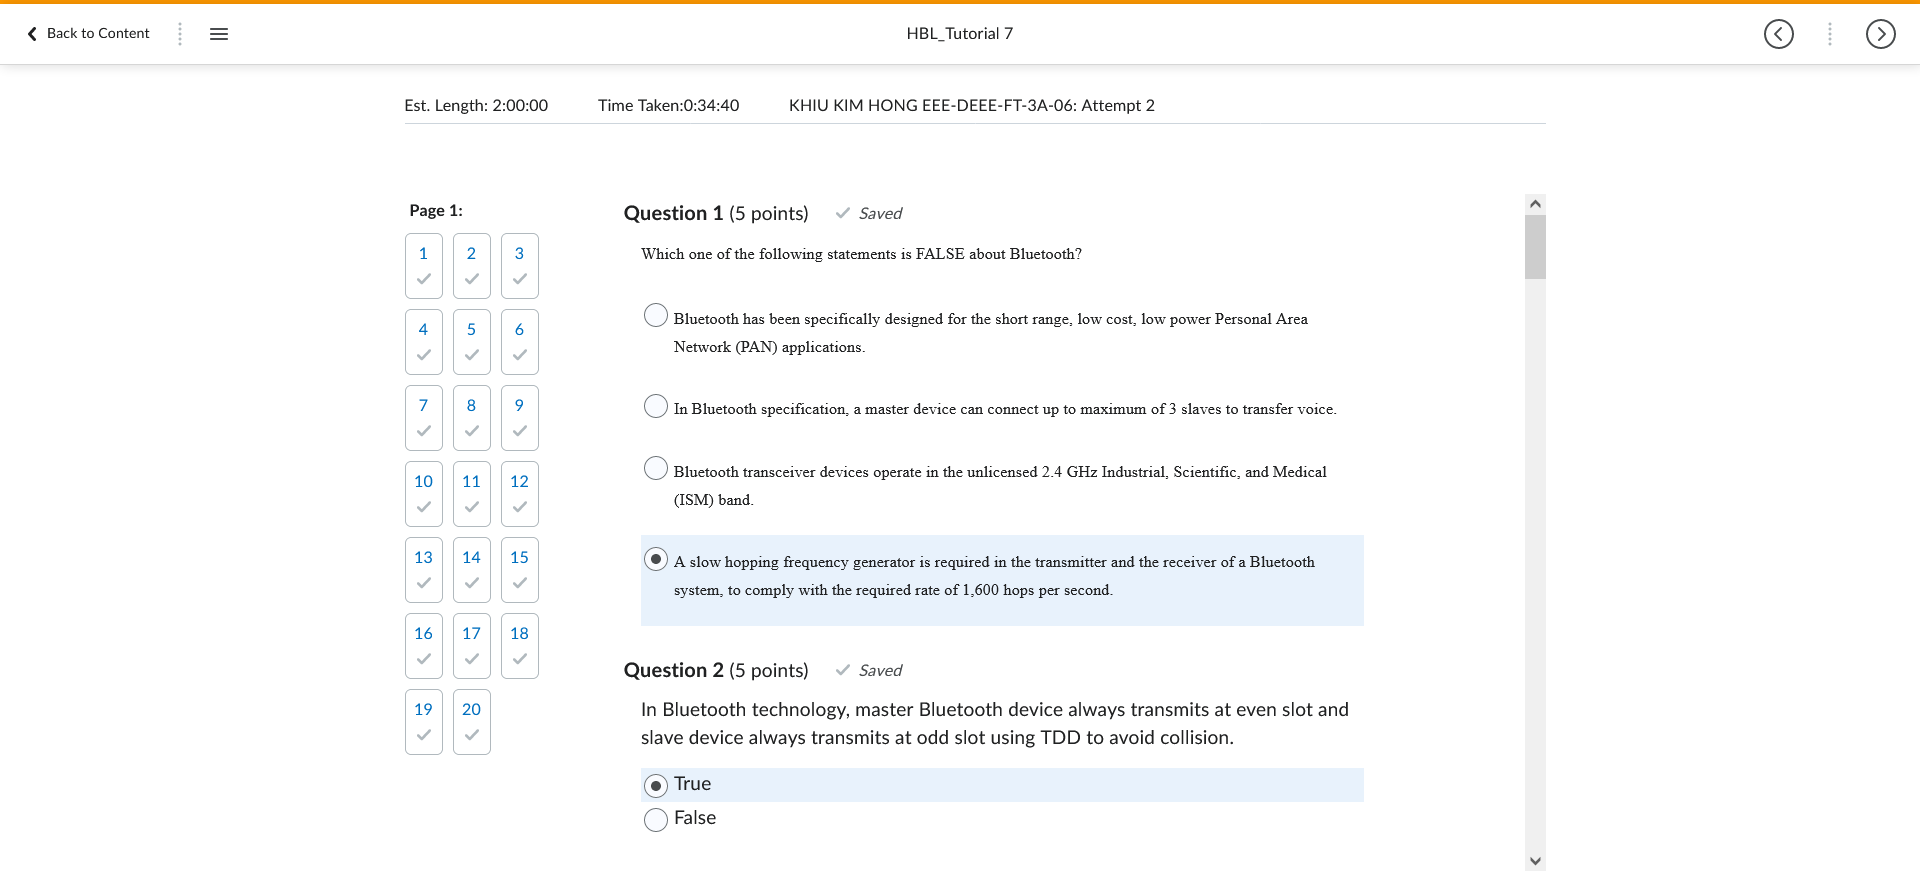 Back to Content
HBL_Tutorial 7
Est. Length: 2:00:00 Time Taken:0:34:40 KHIU KIM HONG EEE-DEEE-FT-3A-06: Attempt 2
Page 1:
1 2 3
4 5 6
7 8 9
10 11 12
13 14 15
16 17 18
19 20
Question 1 (5 points) Saved
Which one of the following statements is FALSE about Bluetooth?
Bluetooth has been specifically designed for the short range, low cost, low power Personal Area
Network (PAN) applications.
In Bluetooth specification, a master device can connect up to maximum of 3 slaves to transfer voice.
Bluetooth transceiver devices operate in the unlicensed 2.4 GHz Industrial, Scientific, and Medical
(ISM) band.
A slow hopping frequency generator is required in the transmitter and the receiver of a Bluetooth
system, to comply with the required rate of 1,600 hops per second.
Question 2 (5 points) Saved
In Bluetooth technology, master Bluetooth device always transmits at even slot and
slave device always transmits at odd slot using TDD to avoid collision.
True
False